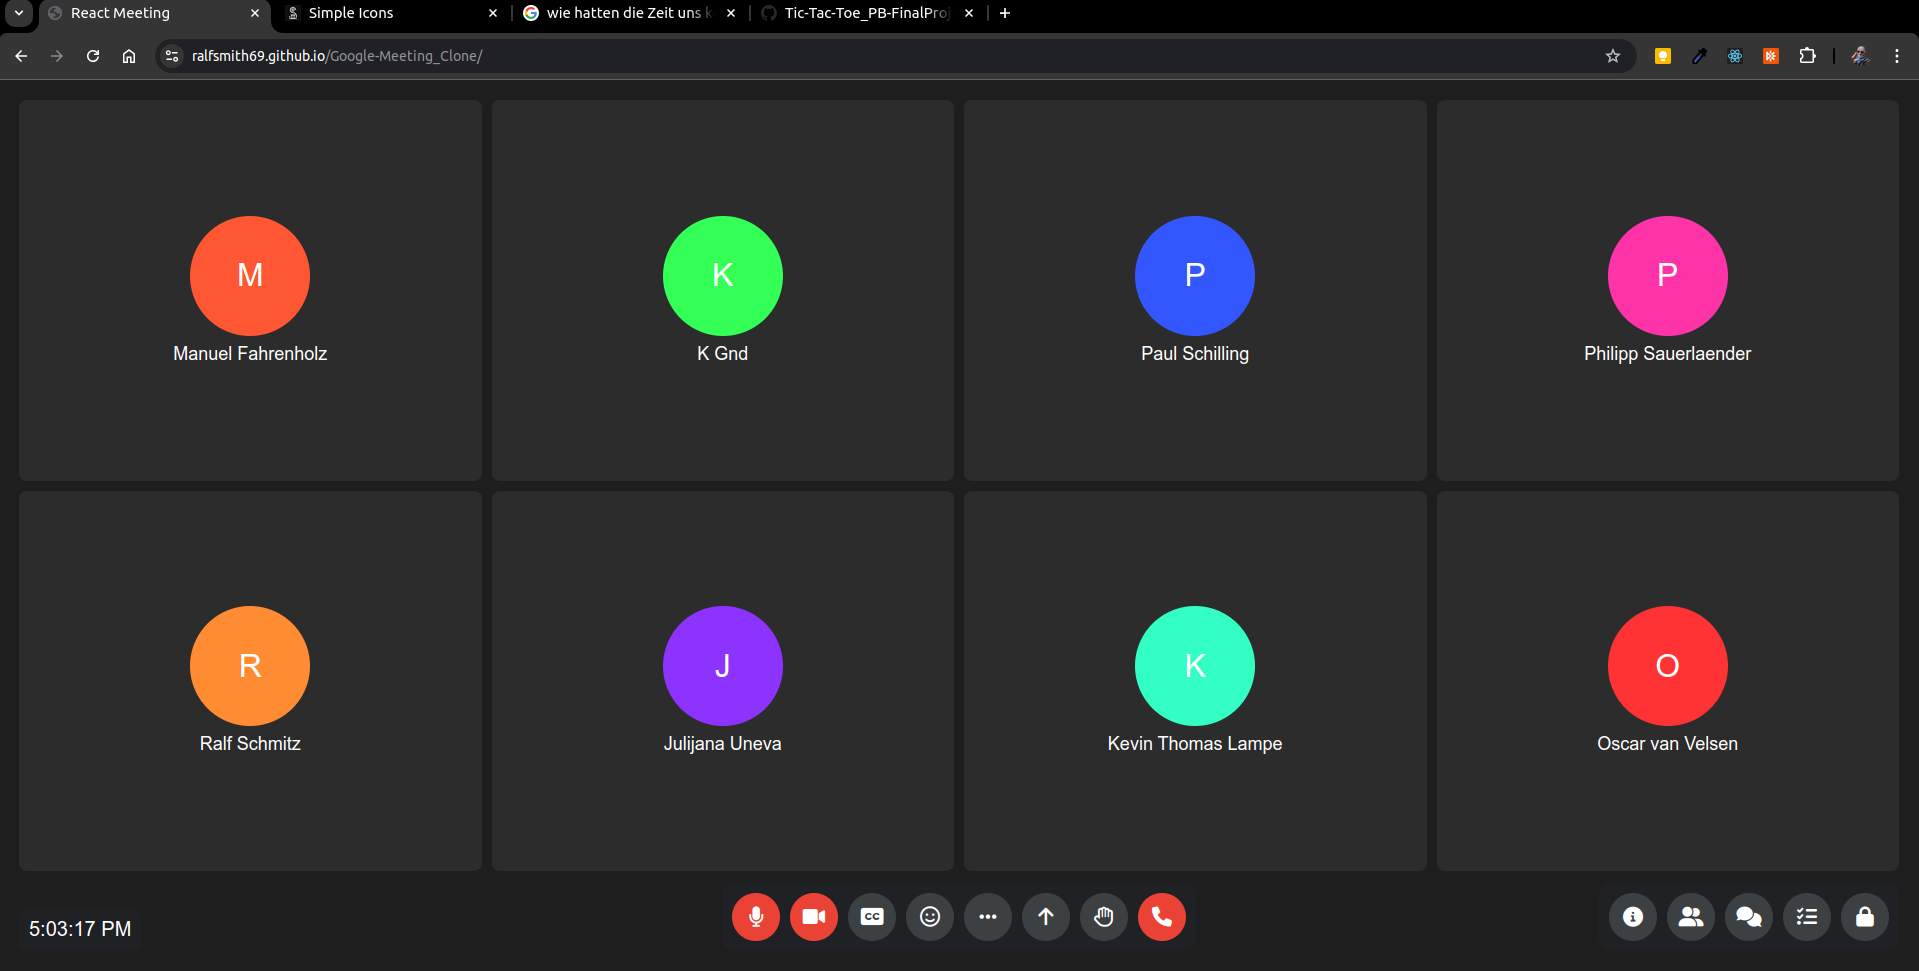 React Meeting
Simple Icons
wie hatten die Zeit uns
Tic-Tac-Toe_PB-FinalProj
ralfsmith69.github.io/Google-Meeting_Clone/
M
K
P
P
Manuel Fahrenholz
K Gnd
Paul Schilling
Philipp Sauerlaender
R
J
K
O
Ralf Schmitz
Julijana Uneva
Kevin Thomas Lampe
Oscar van Velsen
CC
5:03:17 PM